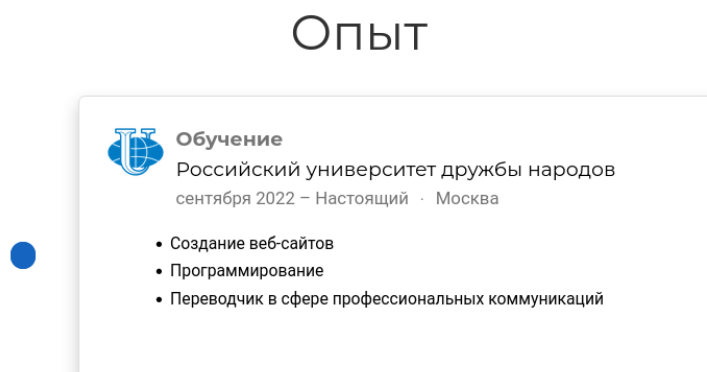 Опыт
Обучение
Российский университет дружбы народов
сентября 2022 – Настоящий · Москва
• Создание веб-сайтов
• Программирование
• Переводчик в сфере профессиональных коммуникаций